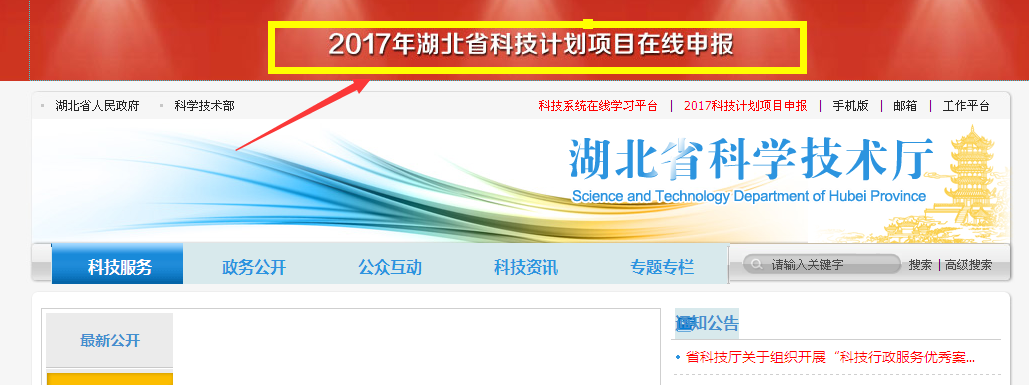 2017年湖北省科技计划项目在线申报
湖北省人民政府 科学技术部 科技系统在线学习平台 | 2017科技计划项目申报 | 手机版 | 邮箱 | 工作平台
湖北省科学技术厅
Science and Technology Department of Hubei Province
科技服务 政务公开 公众互动 科技资讯 专题专栏 请输入关键字 搜索 | 高级搜索
通知公告
最新公开
省科技厅关于组织开展“科技行政服务优秀案...